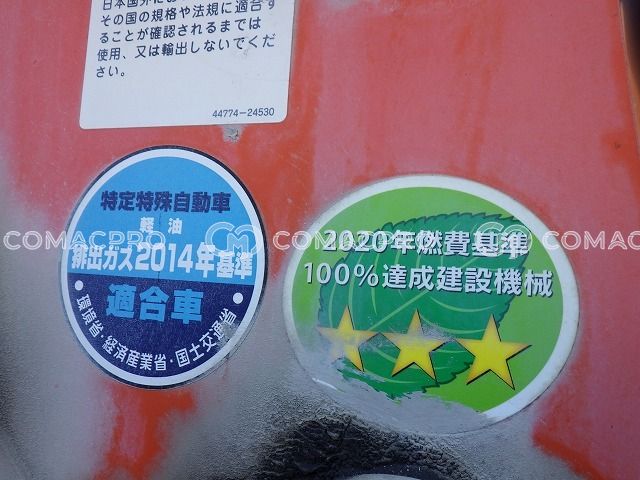 日本国外に
その国の規格や法規に適合す
ることが確認されるまでは
使用、又は輸出しないでくだ
さい。
44774-24530
特定特殊自動車
軽油
排出ガス2014年基準
適合車
・環境省・経済産業省・国土交通省
2020年燃費基準
100%達成建設機械
COMACPRO
COMACPRO
COMACPRO